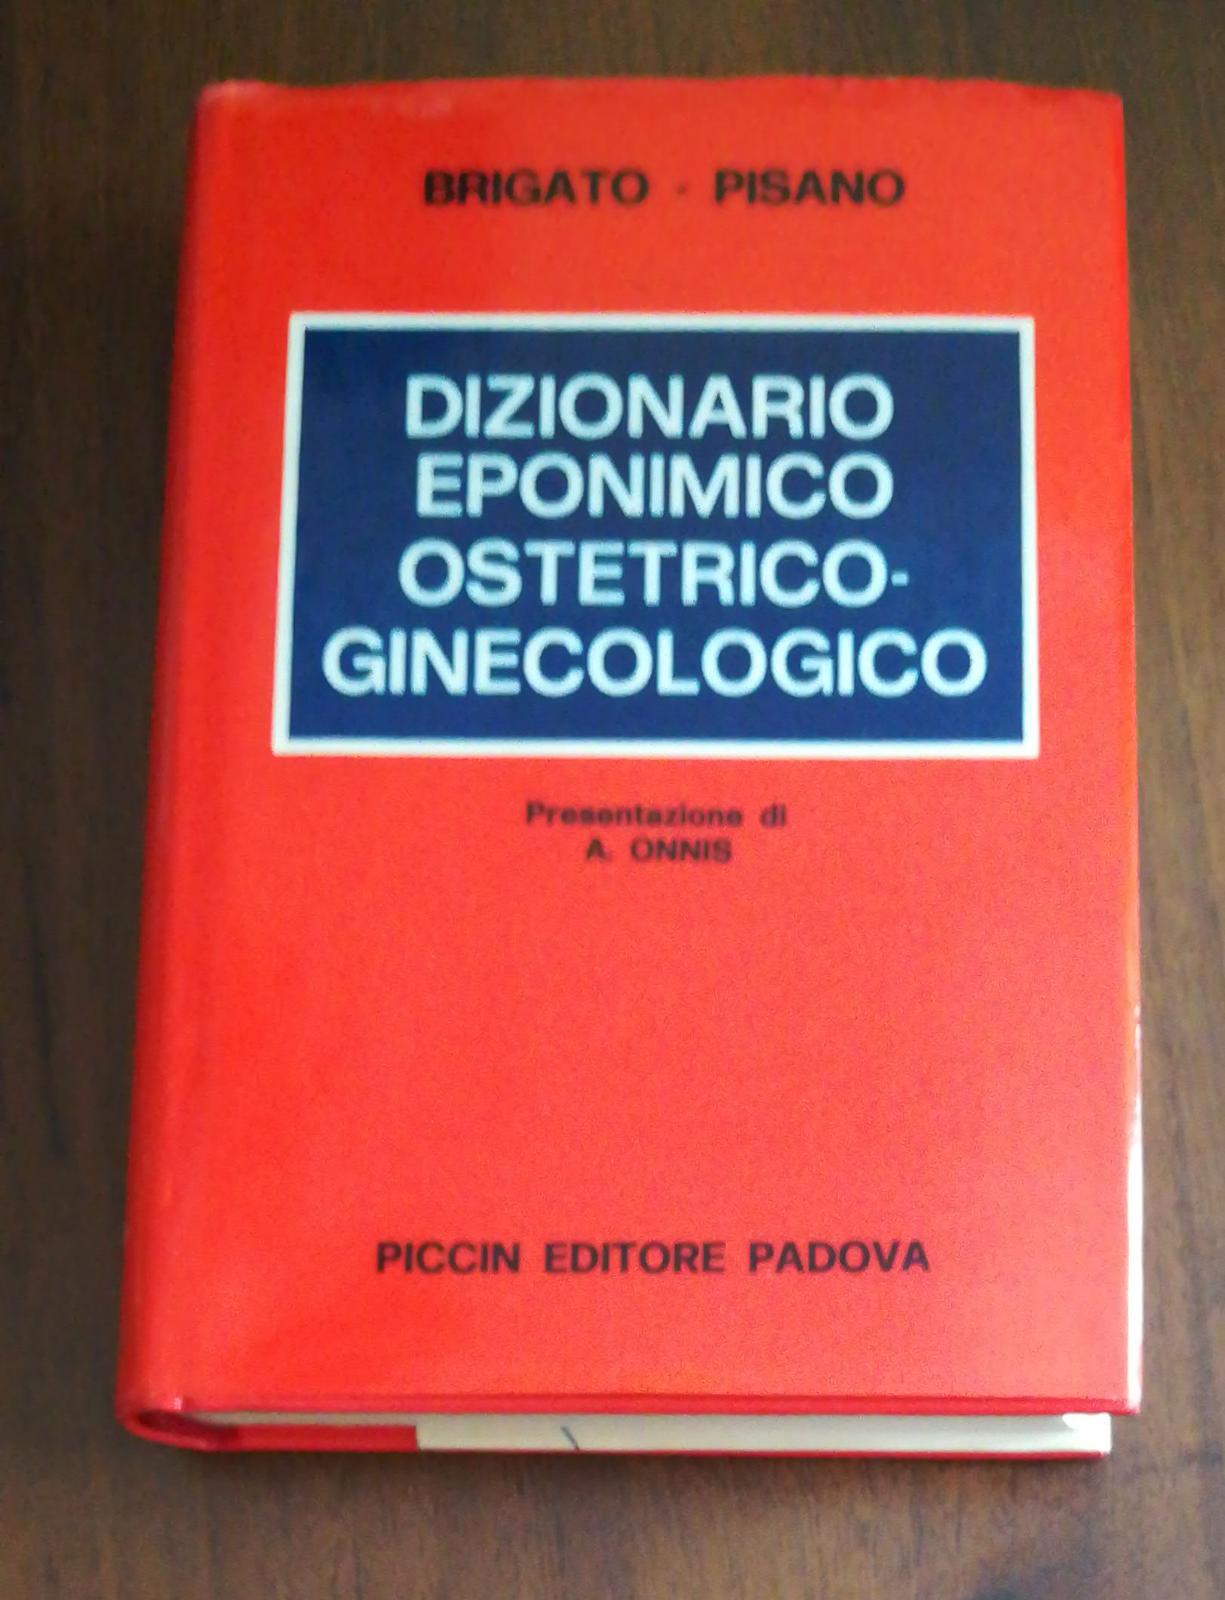 BRIGATO · PISANO
DIZIONARIO
EPONIMICO
OSTETRICO-
GINECOLOGICO
Presentazione di
A. ONNIS
PICCIN EDITORE PADOVA